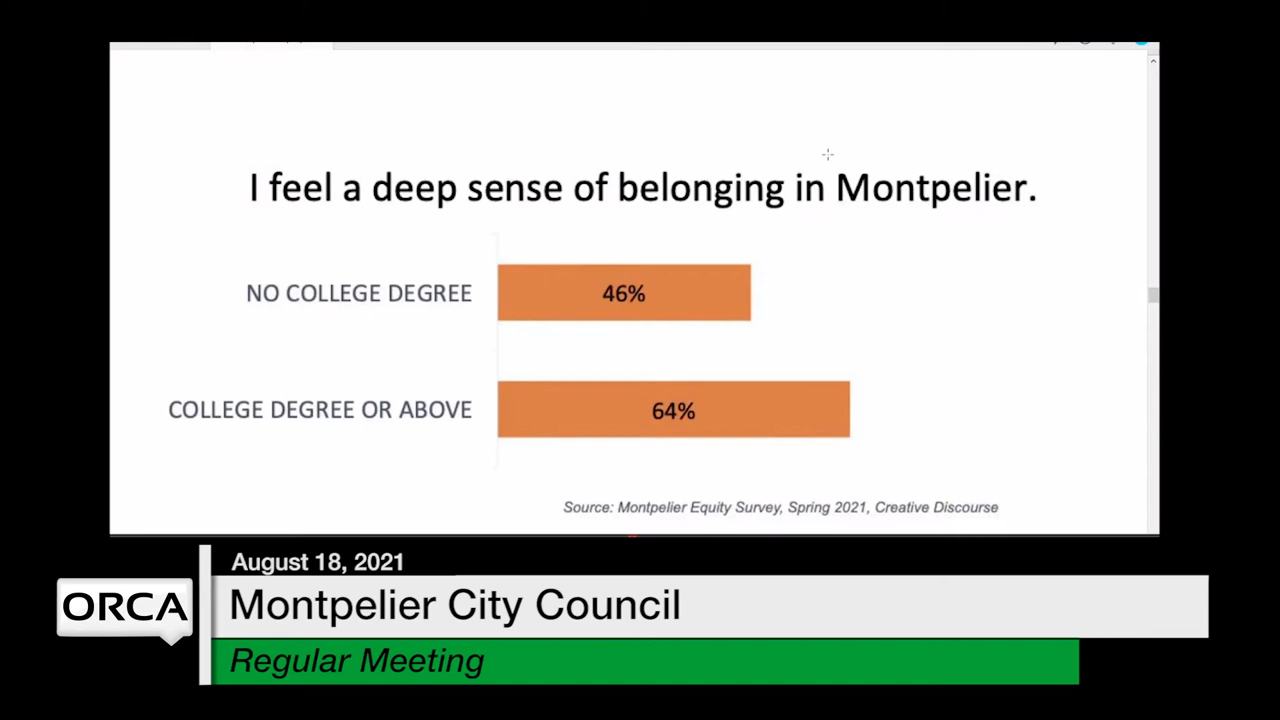 I feel a deep sense of belonging in Montpelier.
NO COLLEGE DEGREE
46%
COLLEGE DEGREE OR ABOVE
64%
Source: Montpelier Equity Survey, Spring 2021, Creative Discourse
August 18, 2021
ORCA
Montpelier City Council
Regular Meeting